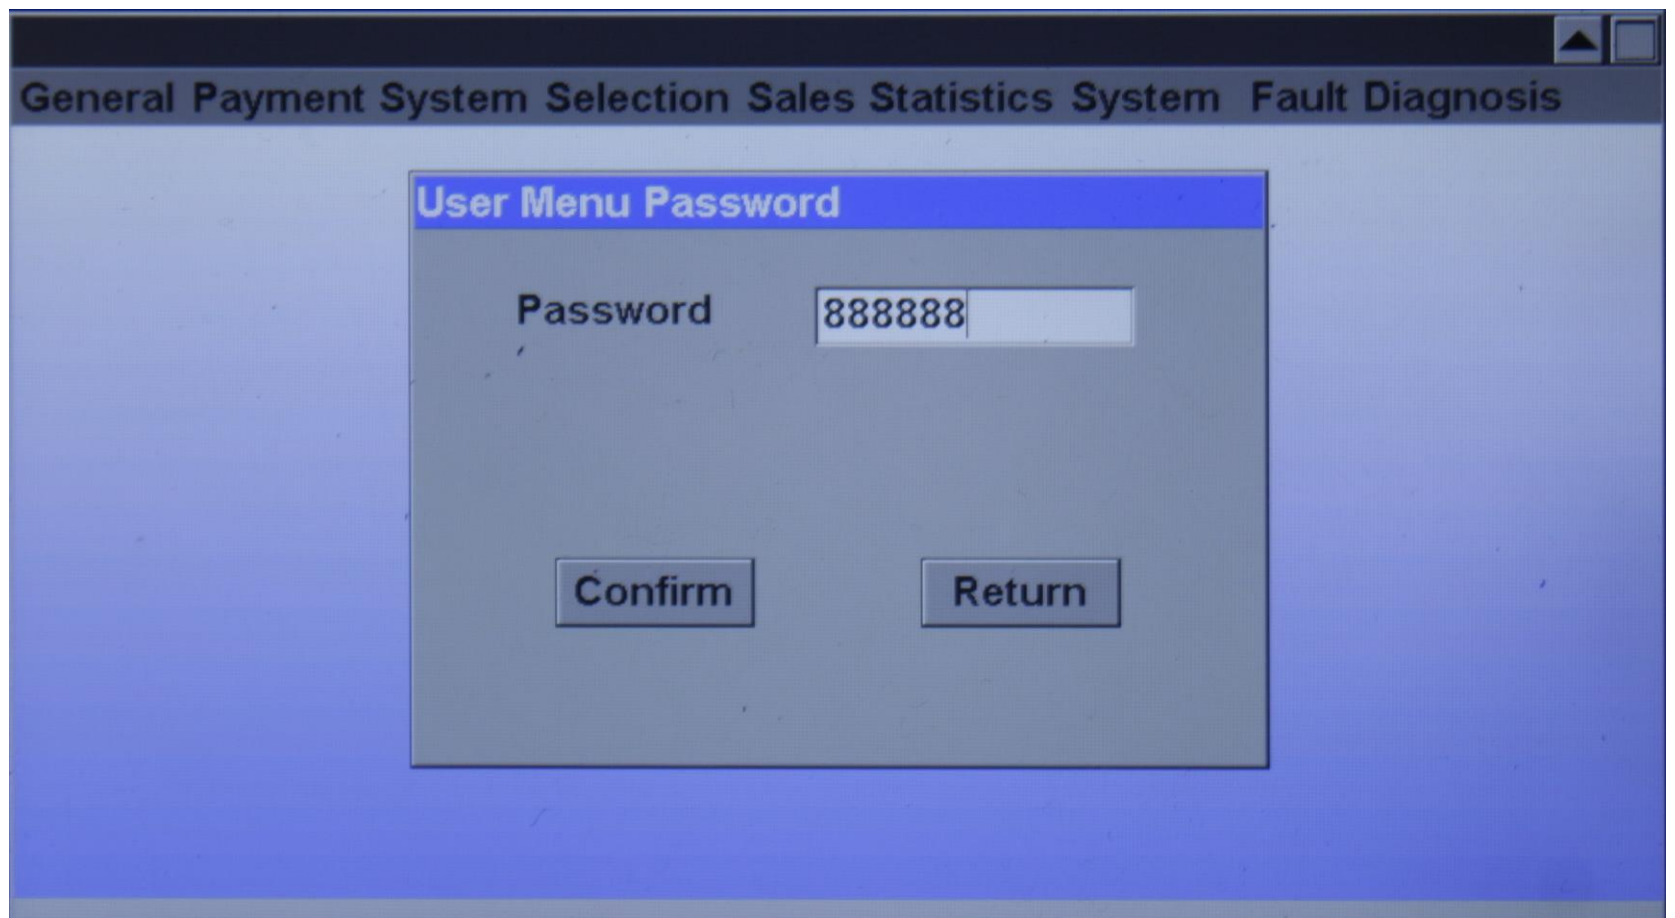 General Payment System Selection Sales Statistics System Fault Diagnosis
User Menu Password
Password 888888
Confirm Return